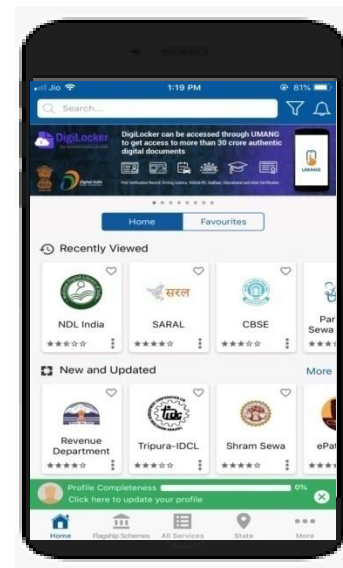 Jio 1:19 PM 81%
Search...
DigiLocker
DigiLocker can be accessed through UMANG
to get access to more than 30 crore authentic
digital documents
UMANG
Home Favourites
Recently Viewed
सरल
NDL India SARAL CBSE Par
Sewa
New and Updated More
Revenue
Department Tripura-IDCL Shram Sewa ePat
Profile Completeness 0%
Click here to update your profile
Home Flagship Schemes All Services State More